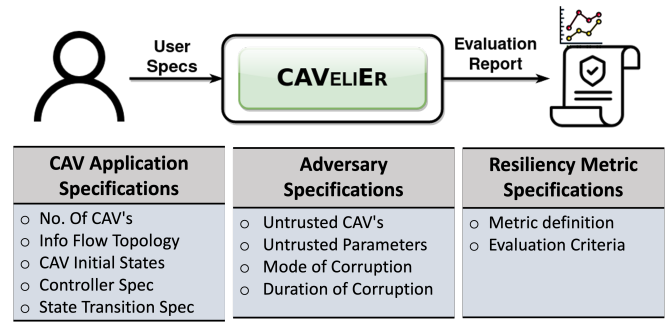 User
Specs
CAVELIER
Evaluation
Report
CAV Application
Specifications
○ No. Of CAV's
○ Info Flow Topology
○ CAV Initial States
○ Controller Spec
○ State Transition Spec
Adversary
Specifications
○ Untrusted CAV's
○ Untrusted Parameters
○ Mode of Corruption
○ Duration of Corruption
Resiliency Metric
Specifications
○ Metric definition
○ Evaluation Criteria